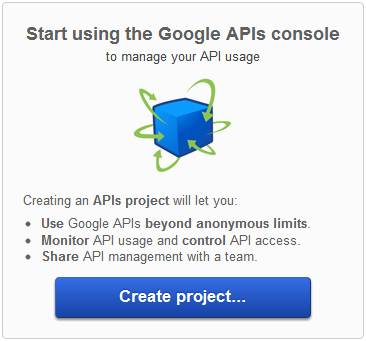 Start using the Google APIs console
to manage your API usage
Creating an APIs project will let you:
• Use Google APIs beyond anonymous limits.
• Monitor API usage and control API access.
• Share API management with a team.
Create project...